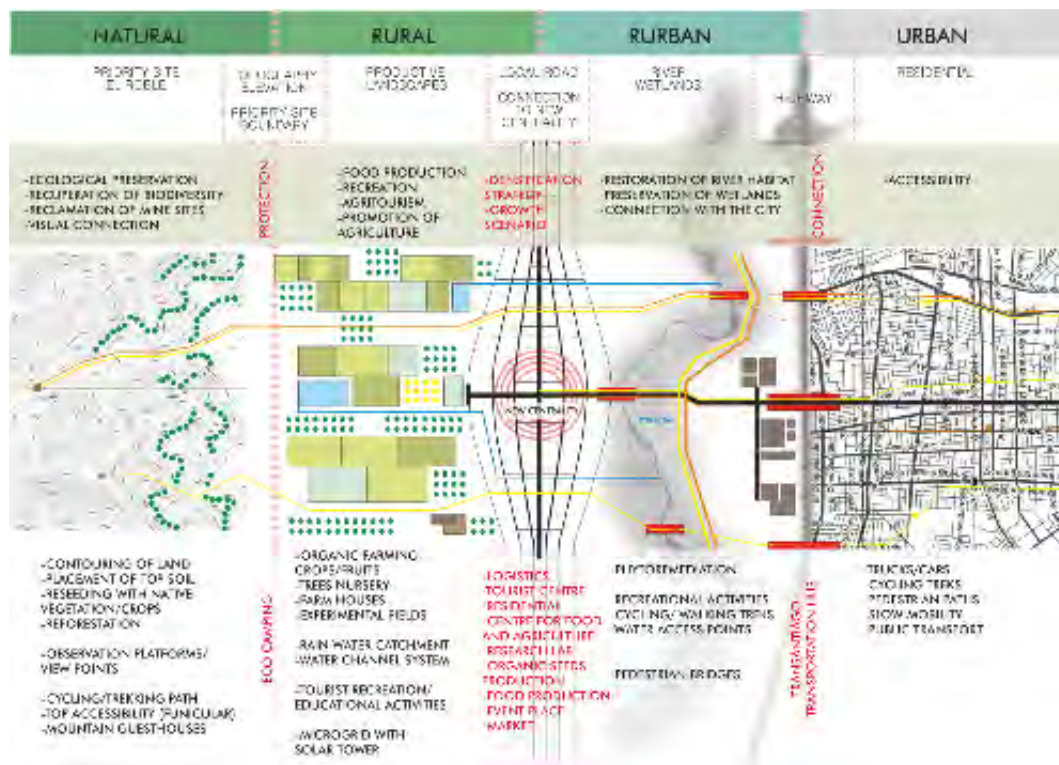 NATURAL
RURAL
RURBAN
URBAN
PRIORITY SITE
EL ROBLE
GEOGRAPHY
ELEVATION
PRIORITY SITE
BOUNDARY
PRODUCTIVE
LANDSCAPES
LOCAL ROAD
CONNECTION
TO NEW
CENTRALITY
RIVER
WETLANDS
HIGHWAY
RESIDENTIAL
-ECOLOGICAL PRESERVATION
-RECUPERATION OF BIODIVERSITY
-RECLAMATION OF MINE SITES
-VISUAL CONNECTION
PROTECTION
-FOOD PRODUCTION
-RECREATION
-AGRITOURISM
-PROMOTION OF
AGRICULTURE
-DENSIFICATION
STRATEGY
-GROWTH
SCENARIO
-RESTORATION OF RIVER HABITAT
-PRESERVATION OF WETLANDS
-CONNECTION WITH THE CITY
CONNECTION
-ACCESSIBILITY
NEW CENTRALITY
-CONTOURING OF LAND
-PLACEMENT OF TOP SOIL
-RESEEDING WITH NATIVE
VEGETATION/CROPS
-REFORESTATION
-OBSERVATION PLATFORMS/
VIEW POINTS
-CYCLING/TREKKING PATH
-TOP ACCESSIBILITY (FUNICULAR)
-MOUNTAIN GUESTHOUSES
ECO CAMPING
-ORGANIC FARMING
CROPS/FRUITS
-TREES NURSERY
-FARM HOUSES
-EXPERIMENTAL FIELDS
-RAIN WATER CATCHMENT
-WATER CHANNEL SYSTEM
-TOURIST RECREATION/
EDUCATIONAL ACTIVITIES
-MICROGRID WITH
SOLAR TOWER
-LOGISTICS
-TOURIST CENTRE
-RESIDENTIAL
-CENTRE FOR FOOD
AND AGRICULTURE
-RESEARCH LAB
-ORGANIC SEEDS
PRODUCTION
-FOOD PRODUCTION
-EVENT PLACE
-MARKET
-PHYTOREMEDIATION
-RECREATIONAL ACTIVITIES
-CYCLING/ WALKING TREKS
-WATER ACCESS POINTS
-PEDESTRIAN BRIDGES
TRANSANTIAGO
TRANSPORTATION HUB
-TRUCKS/CARS
-CYCLING TREKS
-PEDESTRIAN PATHS
-SLOW MOBILITY
-PUBLIC TRANSPORT